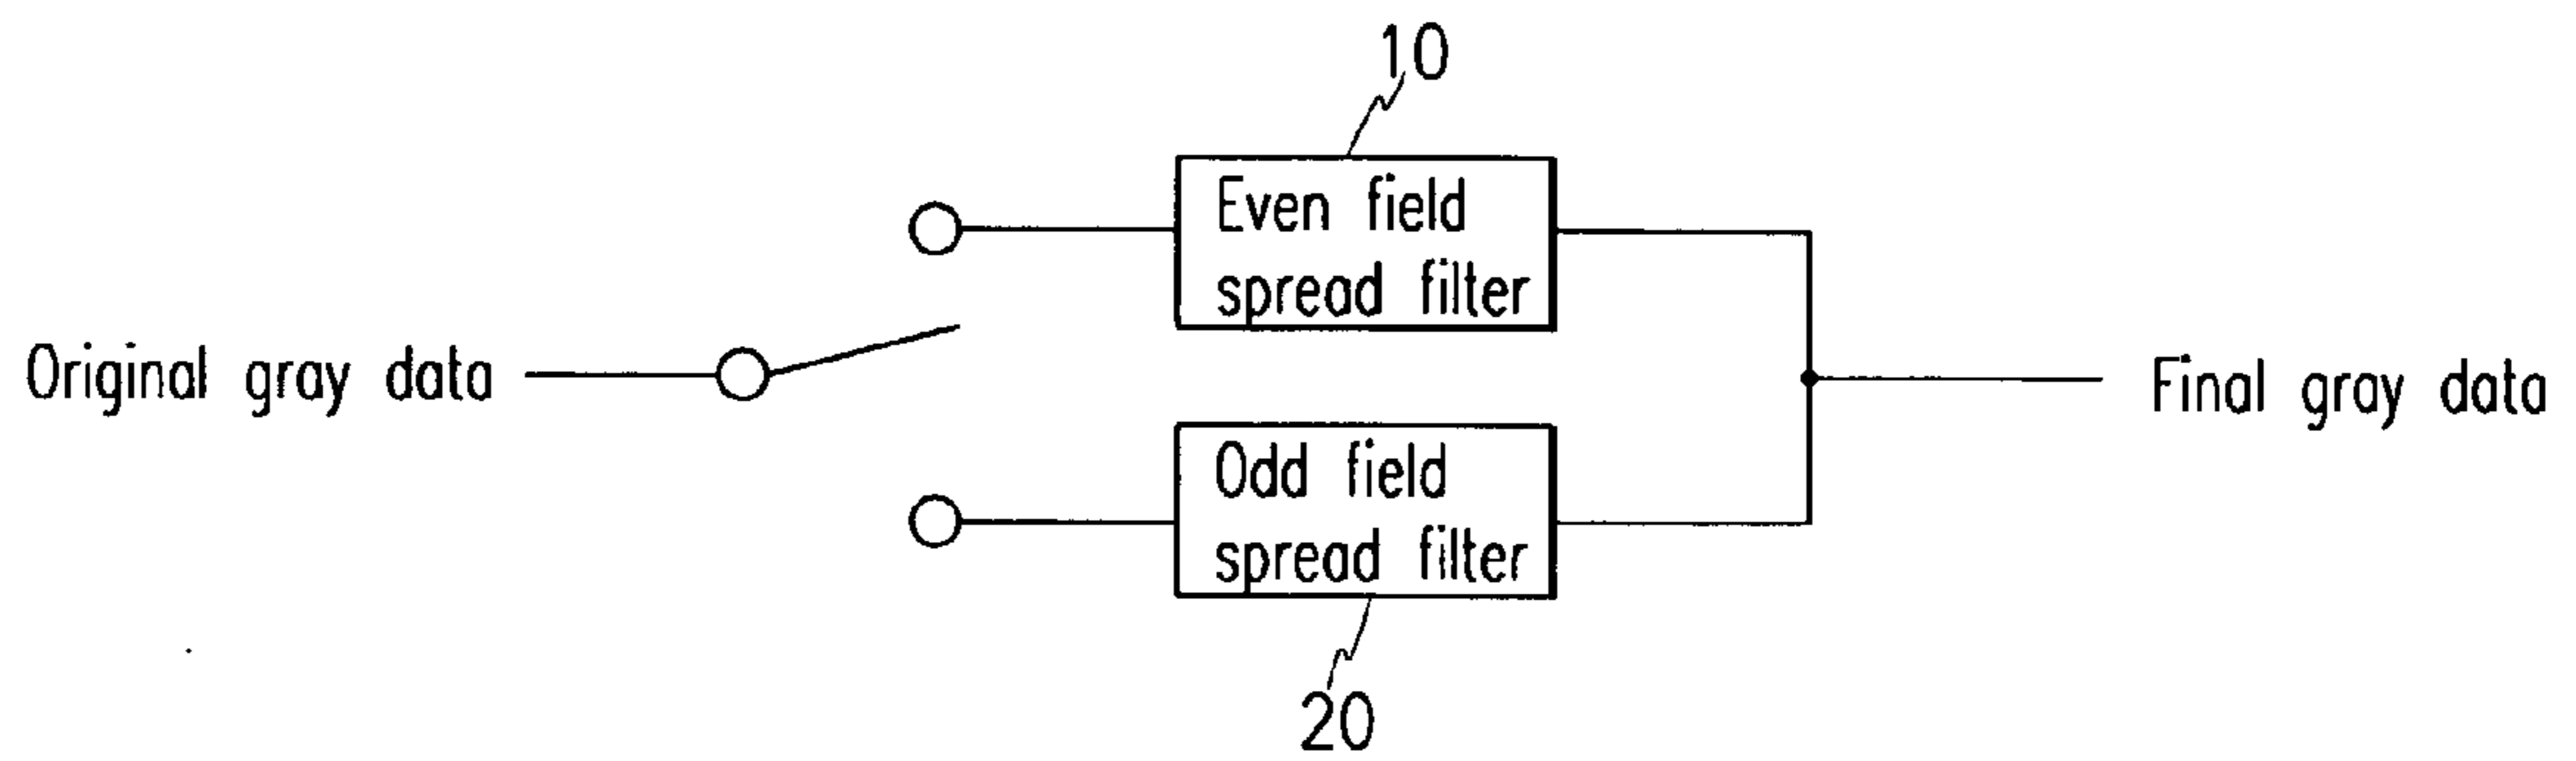 10
Even field
spread filter
Original gray data
Final gray data
Odd field
spread filter
20